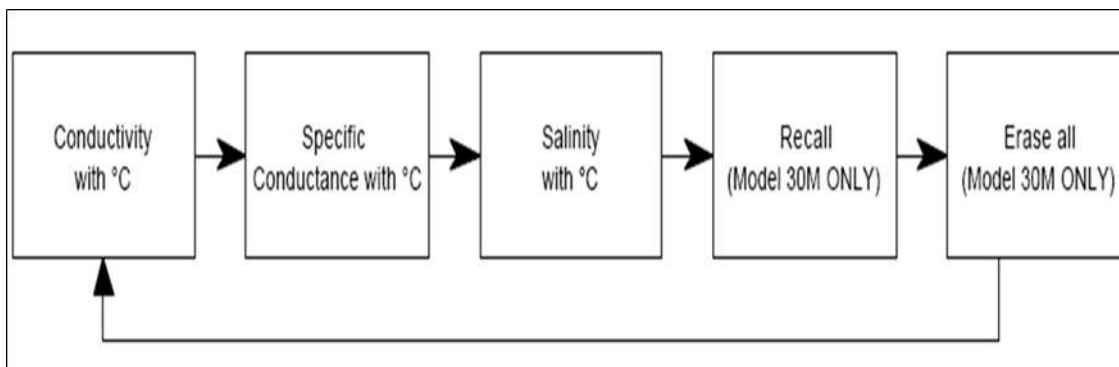 Conductivity
with °C
Specific
Conductance with °C
Salinity
with °C
Recall
(Model 30M ONLY)
Erase all
(Model 30M ONLY)